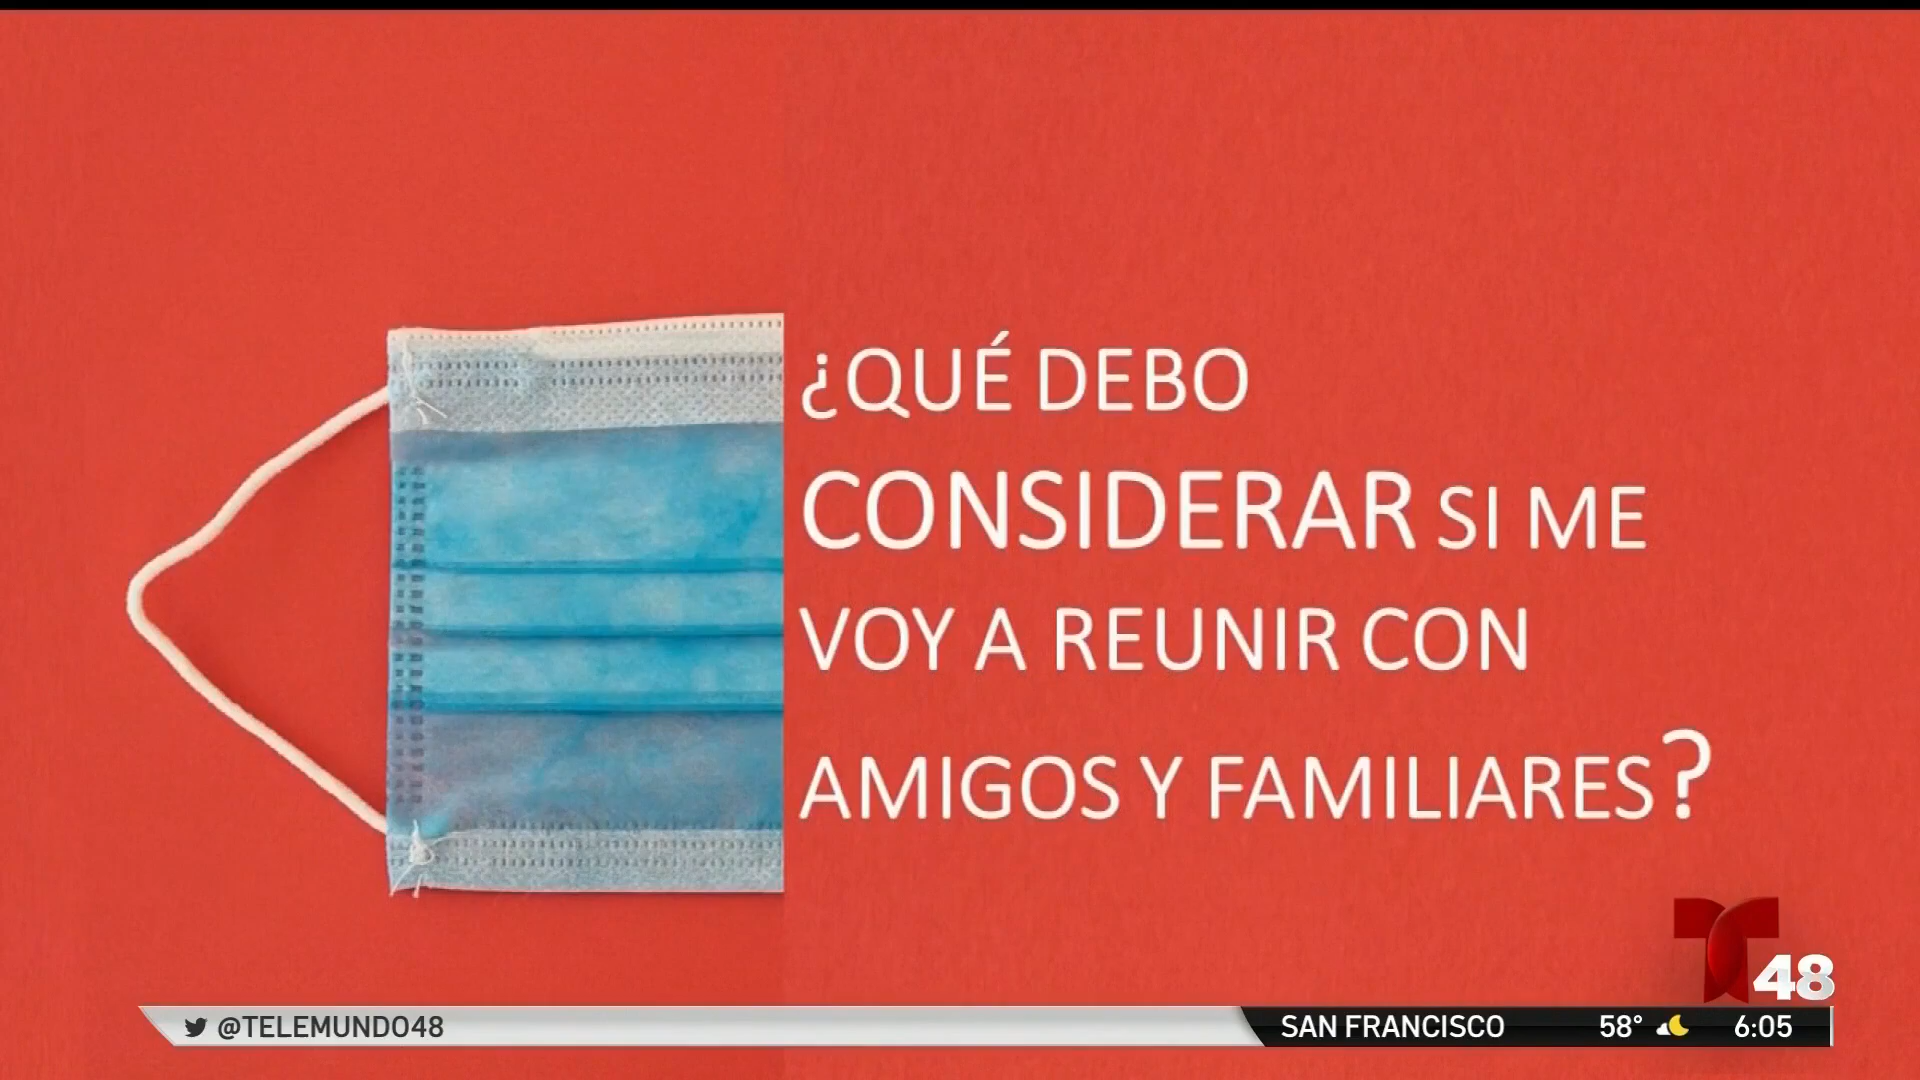 ¿QUÉ DEBO
CONSIDERAR SI ME
VOY A REUNIR CON
AMIGOS Y FAMILIARES?
48
@TELEMUNDO48
SAN FRANCISCO 58° 6:05